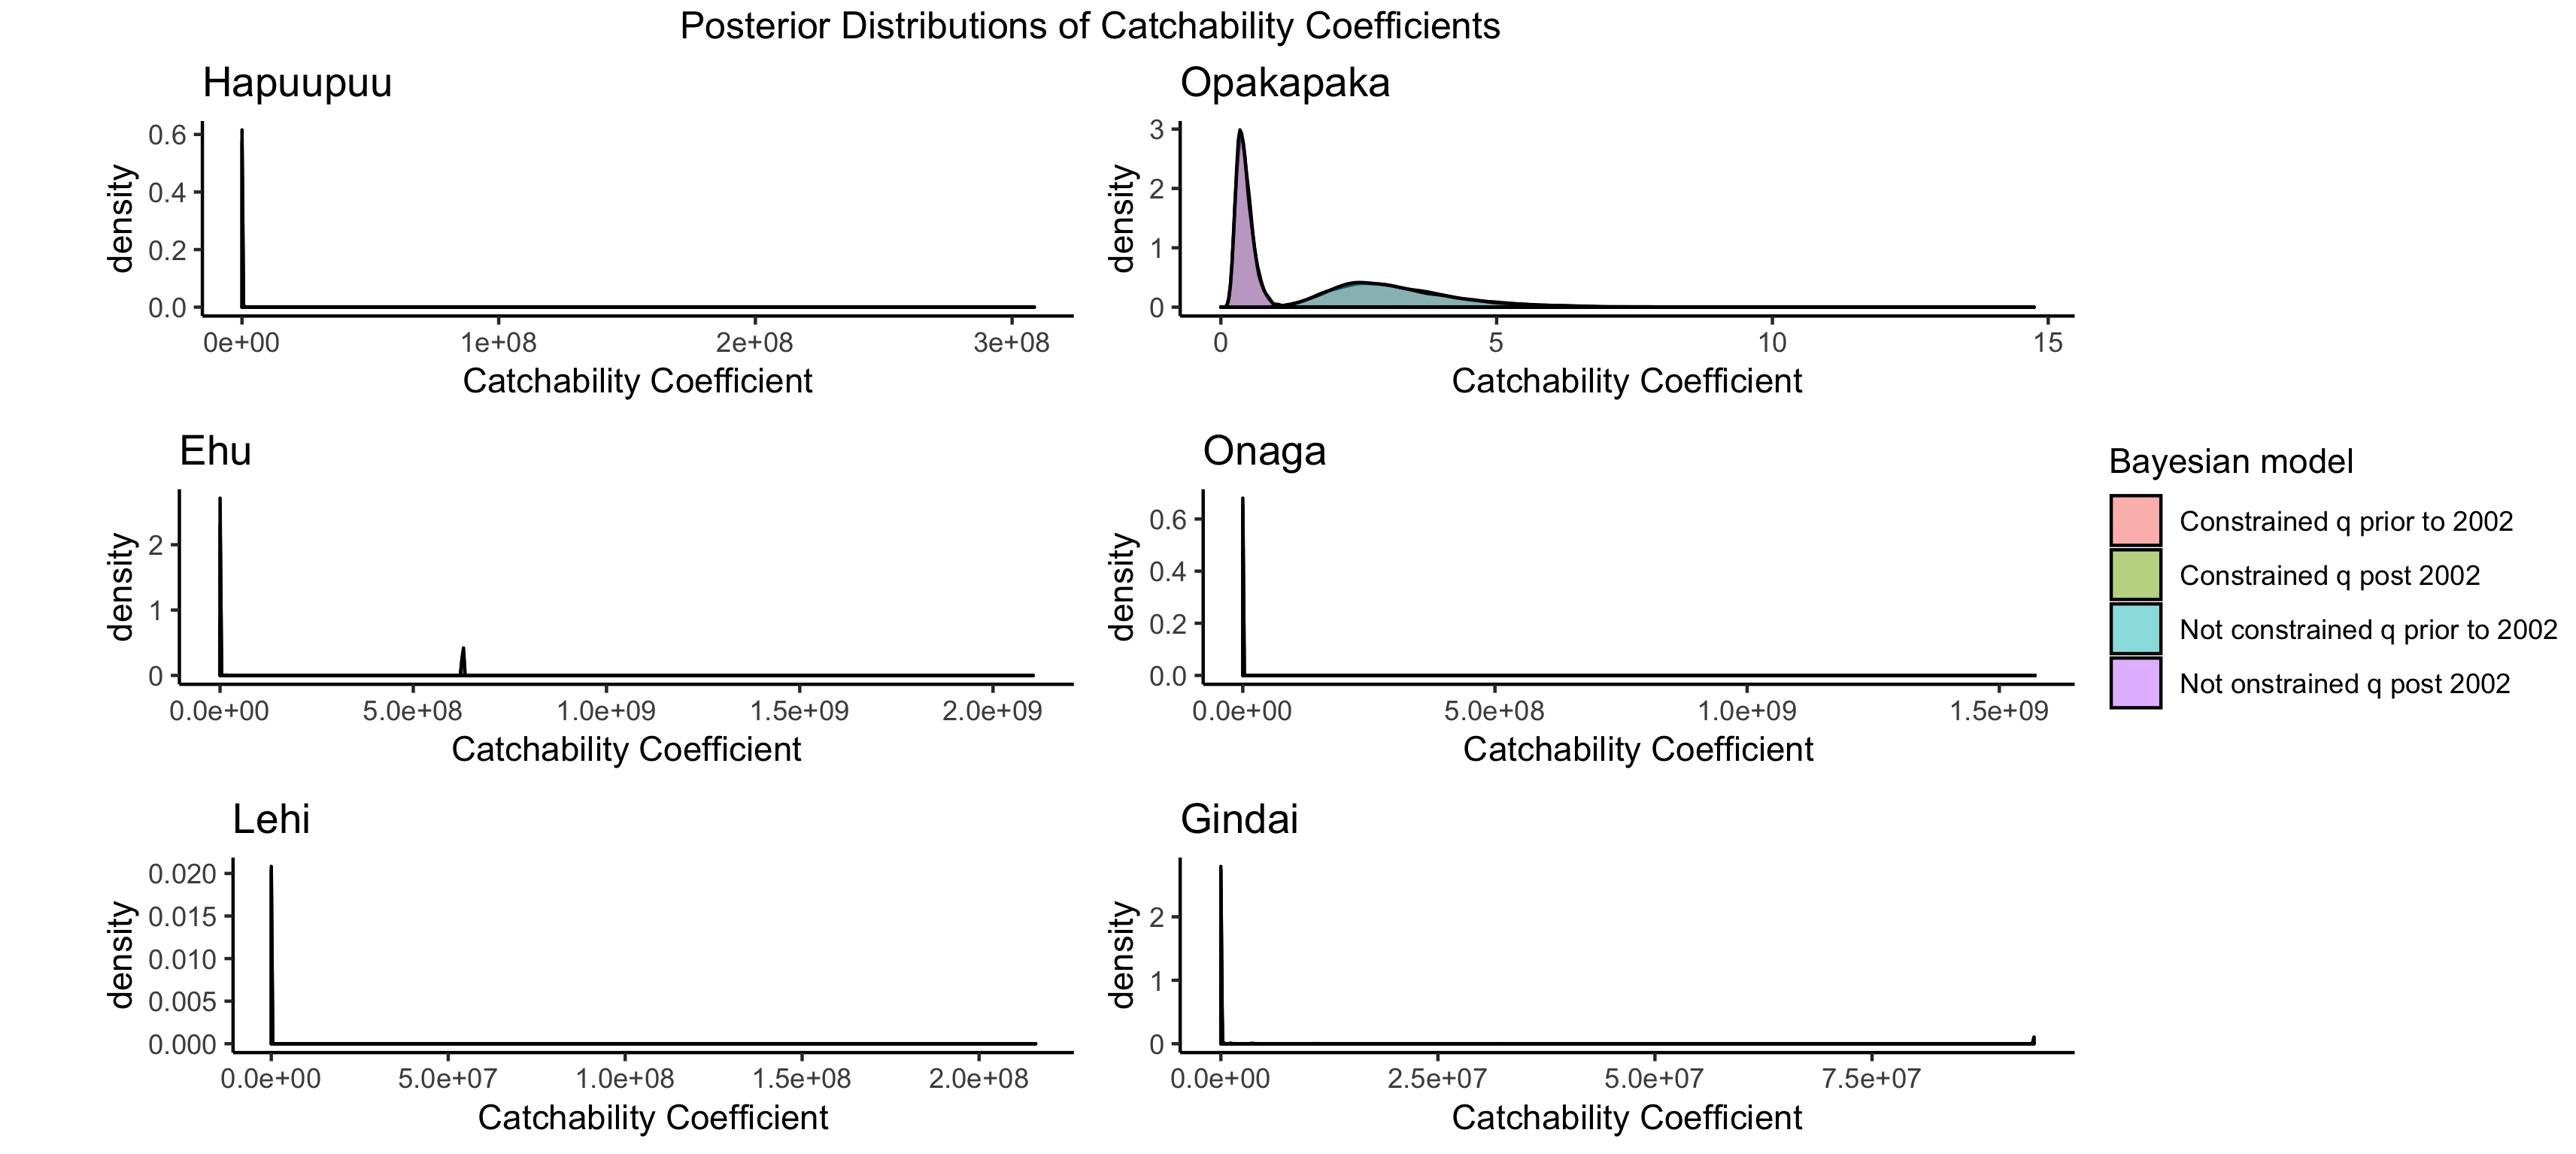 Posterior Distributions of Catchability Coefficients
Hapuupuu
density
0.6
0.4
0.2
0.0
0e+00 1e+08 2e+08 3e+08
Catchability Coefficient
Opakapaka
density
3
2
1
0
0 5 10 15
Catchability Coefficient
Ehu
density
2
1
0
0.0e+00 5.0e+08 1.0e+09 1.5e+09 2.0e+09
Catchability Coefficient
Onaga
density
0.6
0.4
0.2
0.0
0.0e+00 5.0e+08 1.0e+09 1.5e+09
Catchability Coefficient
Bayesian model
Constrained q prior to 2002
Constrained q post 2002
Not constrained q prior to 2002
Not onstrained q post 2002
Lehi
density
0.020
0.015
0.010
0.005
0.000
0.0e+00 5.0e+07 1.0e+08 1.5e+08 2.0e+08
Catchability Coefficient
Gindai
density
2
1
0
0.0e+00 2.5e+07 5.0e+07 7.5e+07
Catchability Coefficient